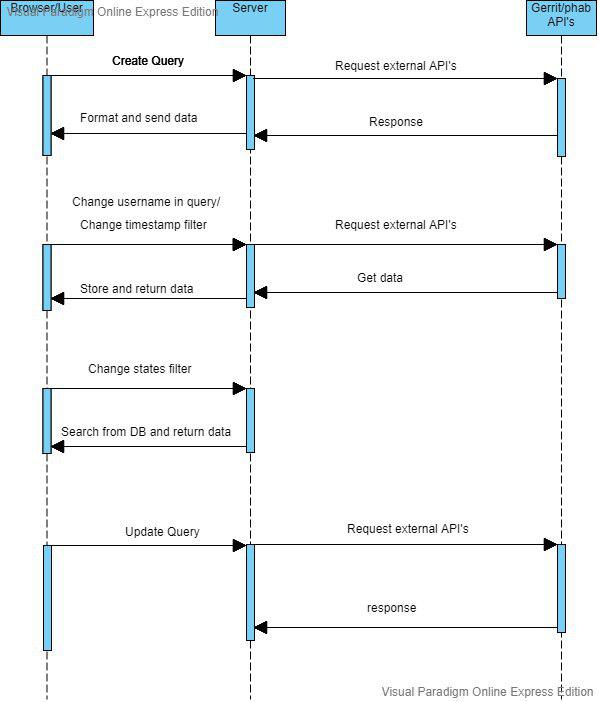 Visual Paradigm Online Express Edition
Browser/User
Server
Gerrit/phab
API's
Create Query
Request external API's
Format and send data
Response
Change username in query/
Change timestamp filter
Request external API's
Get data
Store and return data
Change states filter
Search from DB and return data
Update Query
Request external API's
response
Visual Paradigm Online Express Edition